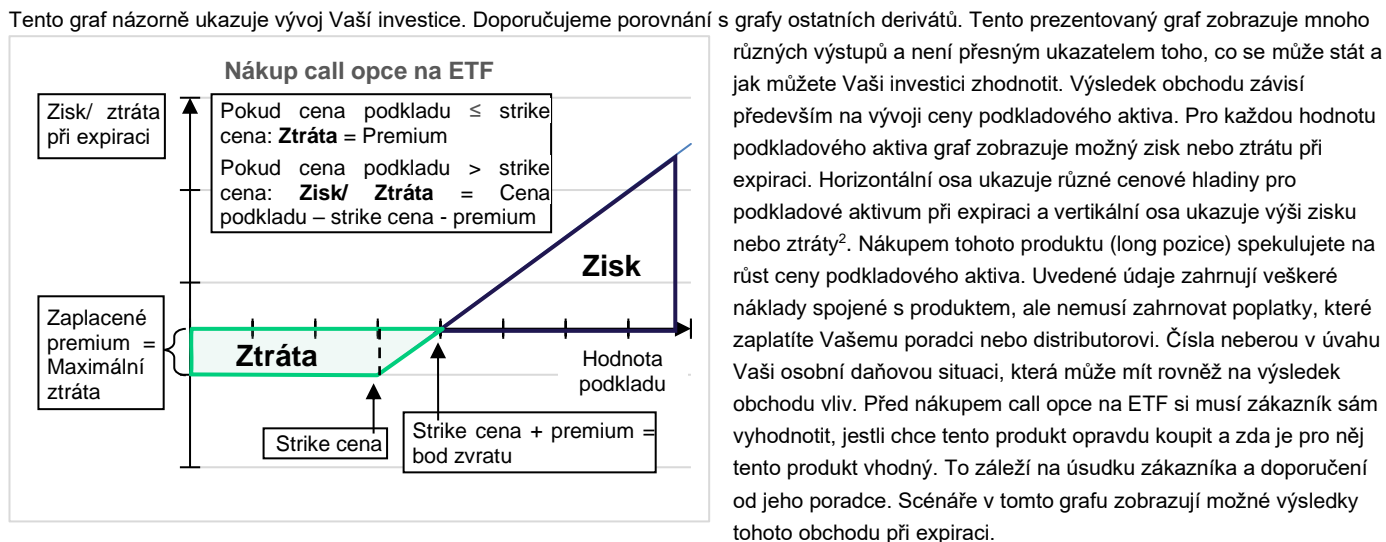 Tento graf názorně ukazuje vývoj Vaší investice. Doporučujeme porovnání s grafy ostatních derivátů. Tento prezentovaný graf zobrazuje mnoho
různých výstupů a není přesným ukazatelem toho, co se může stát a
jak můžete Vaši investici zhodnotit. Výsledek obchodu závisí
především na vývoji ceny podkladového aktiva. Pro každou hodnotu
podkladového aktiva graf zobrazuje možný zisk nebo ztrátu při
expiraci. Horizontální osa ukazuje různé cenové hladiny pro
podkladové aktivum při expiraci a vertikální osa ukazuje výši zisku
nebo ztráty². Nákupem tohoto produktu (long pozice) spekulujete na
růst ceny podkladového aktiva. Uvedené údaje zahrnují veškeré
náklady spojené s produktem, ale nemusí zahrnovat poplatky, které
zaplatíte Vašemu poradci nebo distributorovi. Čísla neberou v úvahu
Vaši osobní daňovou situaci, která může mít rovněž na výsledek
obchodu vliv. Před nákupem call opce na ETF si musí zákazník sám
vyhodnotit, jestli chce tento produkt opravdu koupit a zda je pro něj
tento produkt vhodný. To záleží na úsudku zákazníka a doporučení
od jeho poradce. Scénáře v tomto grafu zobrazují možné výsledky
tohoto obchodu při expiraci.
Nákup call opce na ETF
Zisk/ ztráta
při expiraci
Pokud cena podkladu ≤ strike
cena: Ztráta = Premium
Pokud cena podkladu > strike
cena: Zisk/ Ztráta = Cena
podkladu – strike cena - premium
Zisk
Zaplacené
premium =
Maximální
ztráta
Ztráta
Hodnota
podkladu
Strike cena
Strike cena + premium =
bod zvratu